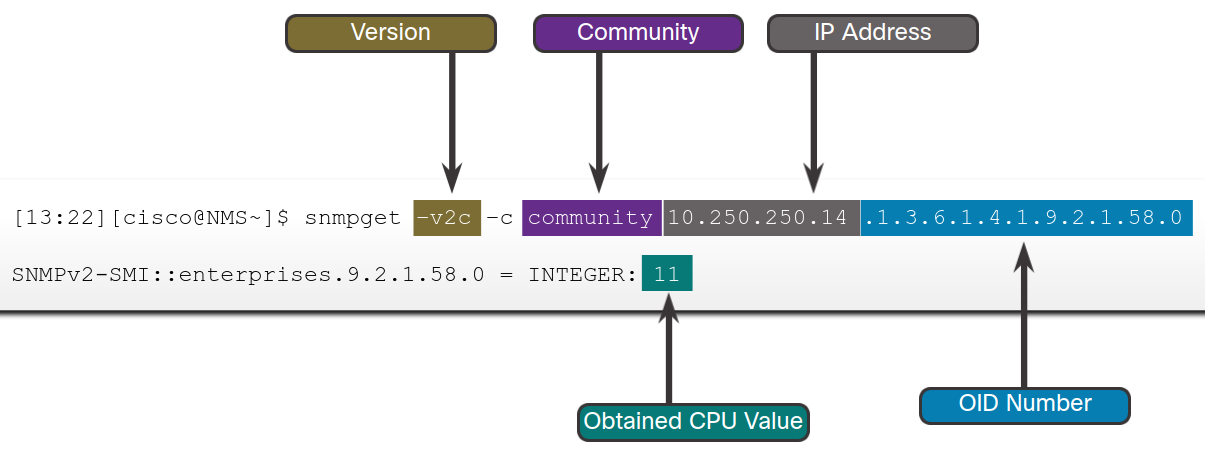 Version
Community
IP Address
[13:22][cisco@NMS~]$ snmpget -v2c -c community 10.250.250.14 .1.3.6.1.4.1.9.2.1.58.0
SNMPv2-SMI::enterprises.9.2.1.58.0 = INTEGER: 11
Obtained CPU Value
OID Number